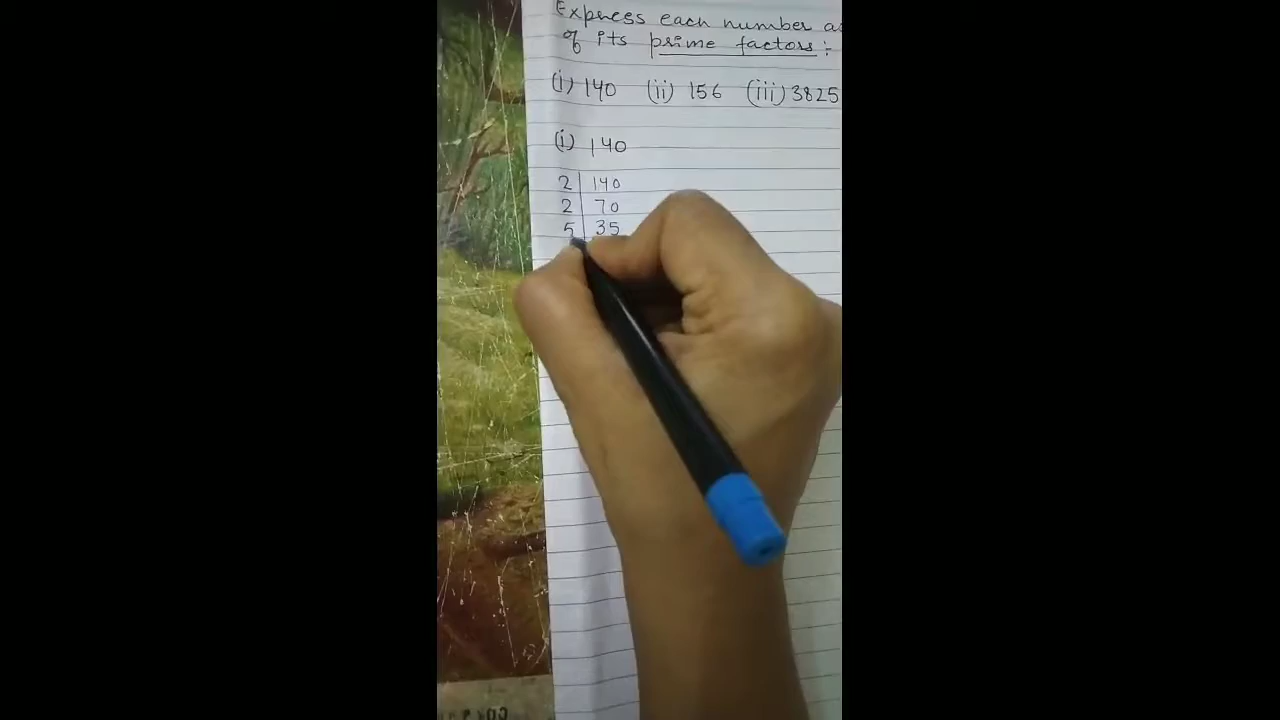 Express each number as
of its prime factors :-
(i) 140 (ii) 156 (iii) 3825
(i) 140
2 | 140
2 | 70
5 | 35